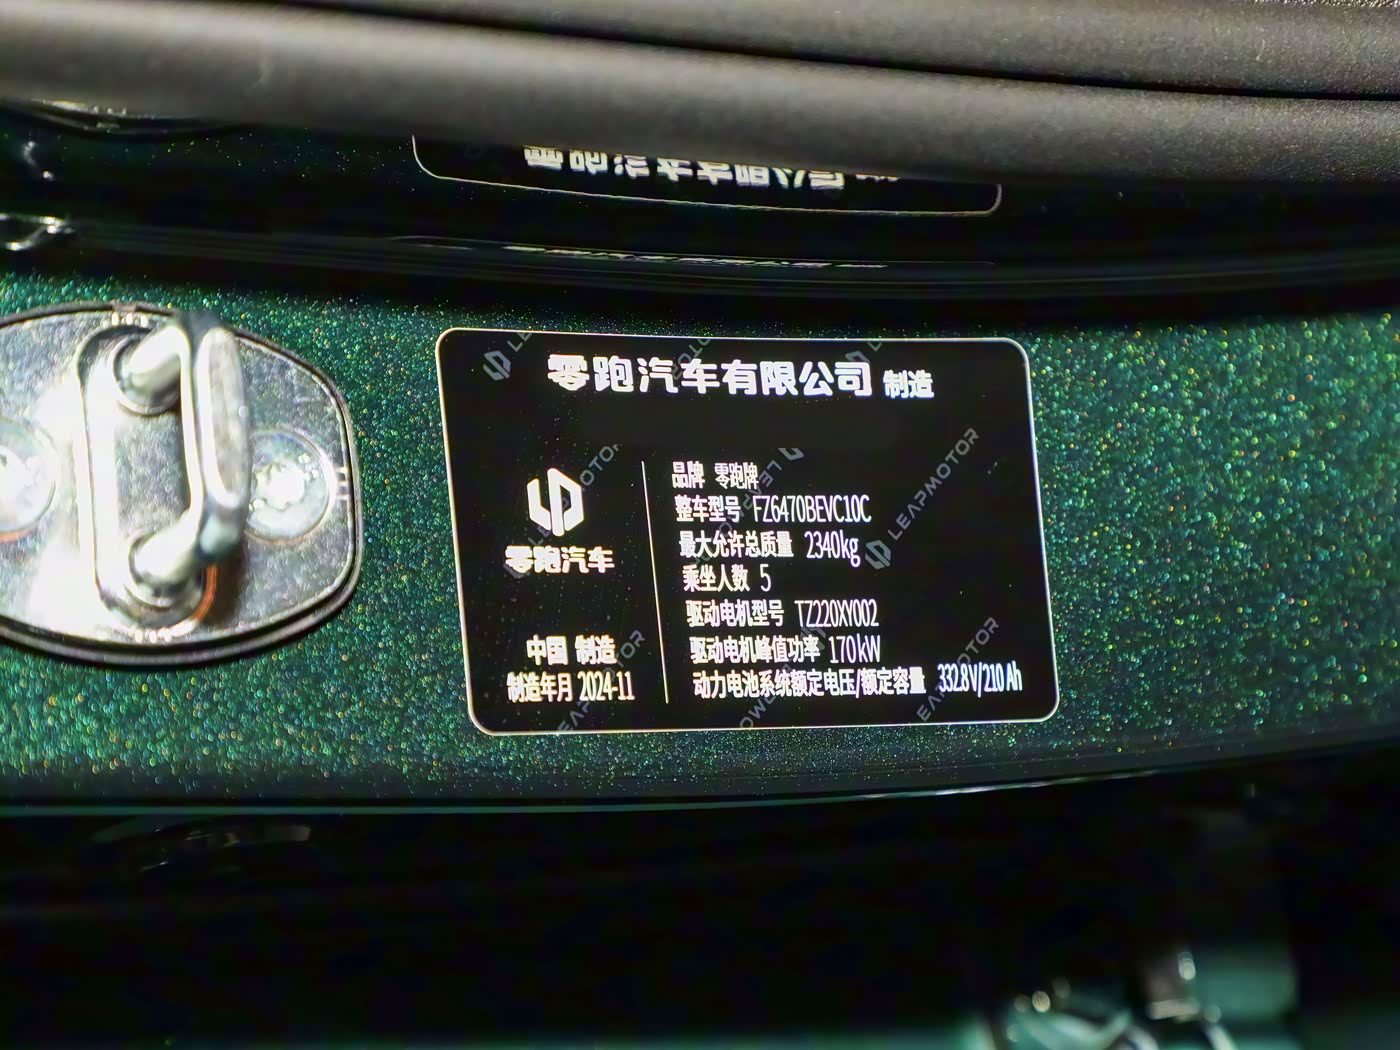 零跑汽车有限公司 制造
零跑汽车
中国 制造
制造年月 2024-11
品牌 零跑牌
整车型号 FZ6470BEVC10C
最大允许总质量 2340kg
乘坐人数 5
驱动电机型号 TZ220XY002
驱动电机峰值功率 170kW
动力电池系统额定电压/额定容量 332.8V/210Ah
LEAPMOTOR
LEAPMOTOR
LEAPMOTOR
LEAPMOTOR